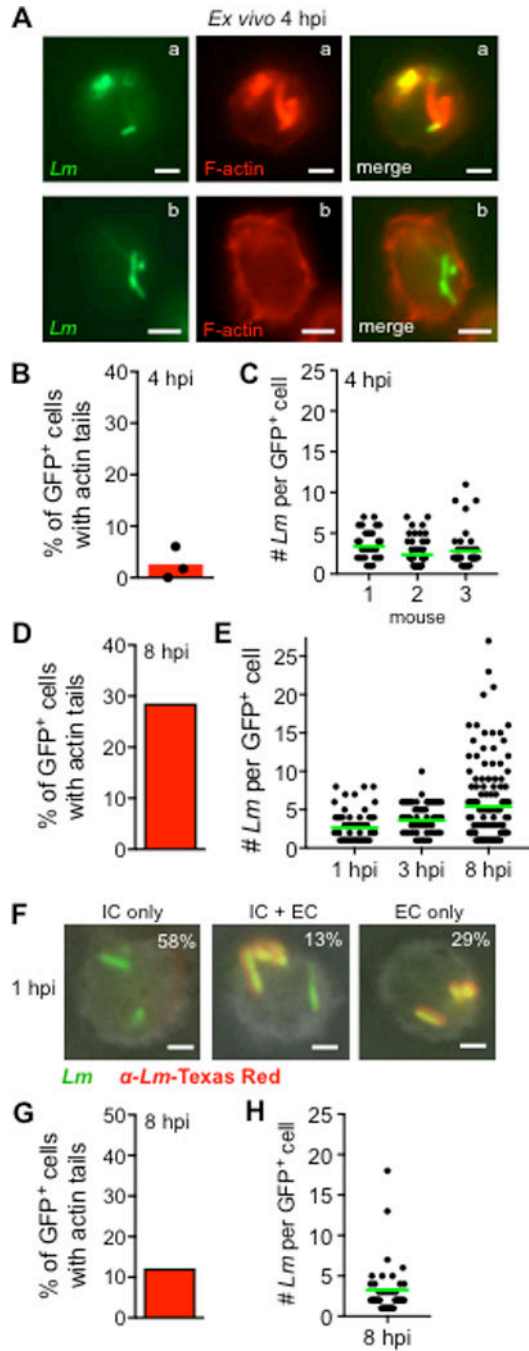 A
Ex vivo 4 hpi
a
a
a
Lm
F-actin
merge
b
b
b
Lm
F-actin
merge
B
% of GFP+ cells
with actin tails
4 hpi
40
30
20
10
0
C
# Lm per GFP+ cell
4 hpi
25
20
15
10
5
0
1 2 3
mouse
D
% of GFP+ cells
with actin tails
8 hpi
40
30
20
10
0
E
# Lm per GFP+ cell
25
20
15
10
5
0
1 hpi 3 hpi 8 hpi
F
IC only
IC + EC
EC only
1 hpi
58%
13%
29%
Lm α-Lm-Texas Red
G
% of GFP+ cells
with actin tails
8 hpi
50
40
30
20
10
0
H
# Lm per GFP+ cell
25
20
15
10
5
0
8 hpi